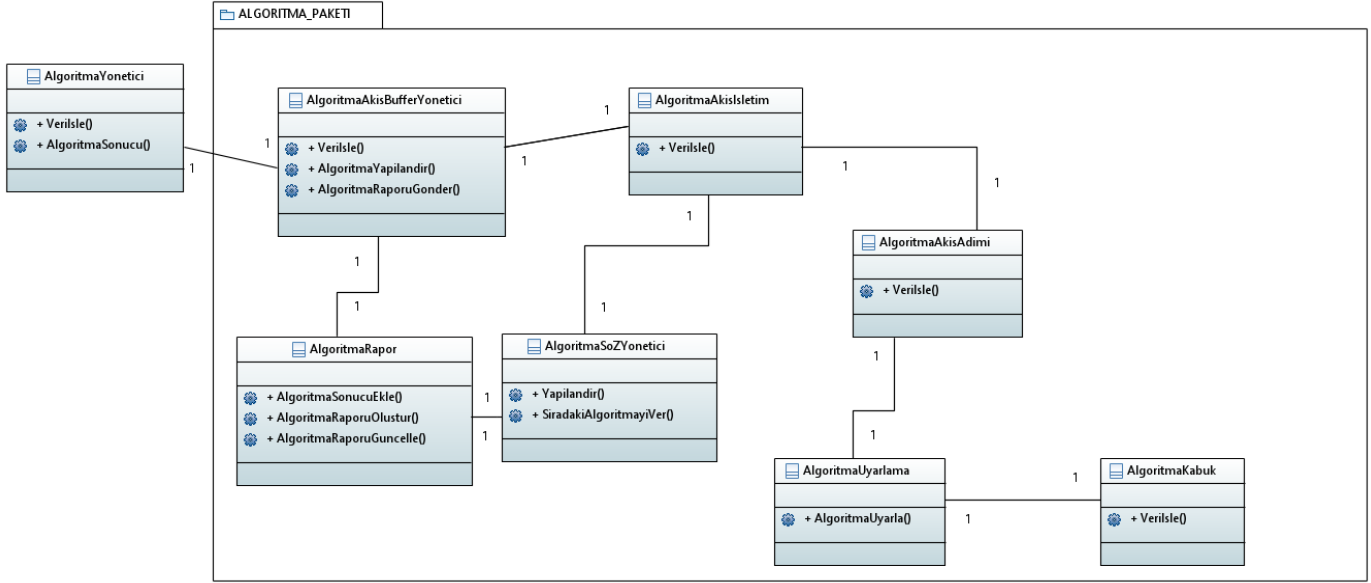 ALGORITMA_PAKETI
AlgoritmaYonetici
+ VeriIsle()
+ AlgoritmaSonucu()
1
1
AlgoritmaAkisBufferYonetici
+ VeriIsle()
+ AlgoritmaYapilandir()
+ AlgoritmaRaporuGonder()
1
1
AlgoritmaAkisIsletim
+ VeriIsle()
1
1
AlgoritmaAkisAdimi
+ VeriIsle()
1
1
1
1
AlgoritmaRapor
+ AlgoritmaSonucuEkle()
+ AlgoritmaRaporuOlustur()
+ AlgoritmaRaporuGuncelle()
1
1
AlgoritmaSoZYonetici
+ Yapilandir()
+ SiradakiAlgoritmayiVer()
1
1
AlgoritmaUyarlama
+ AlgoritmaUyarla()
1
1
AlgoritmaKabuk
+ VeriIsle()